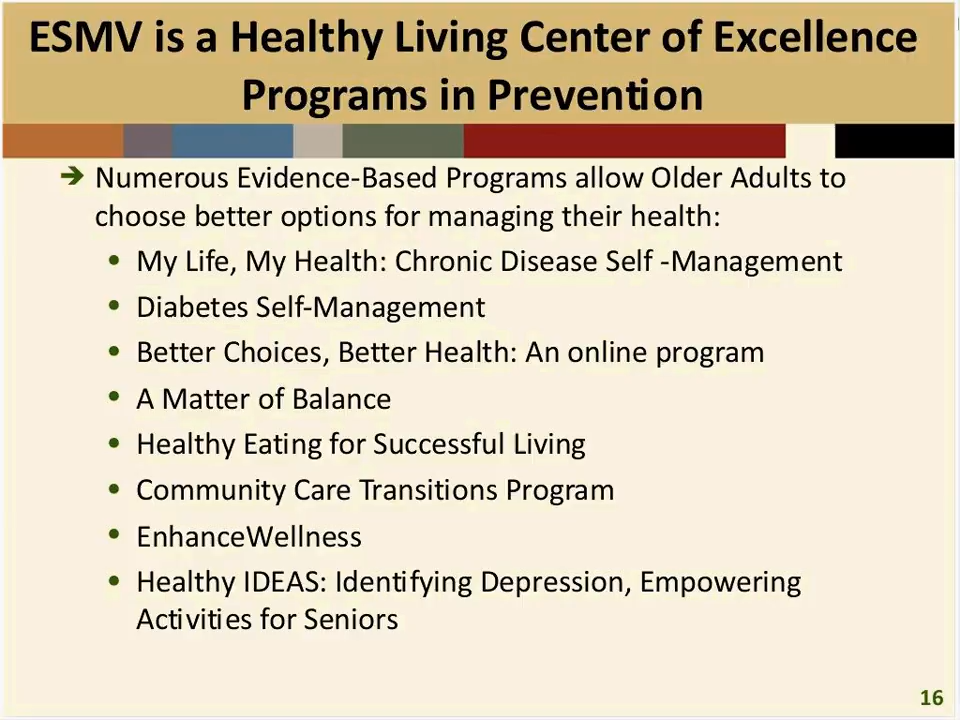 ESMV is a Healthy Living Center of Excellence
Programs in Prevention
Numerous Evidence-Based Programs allow Older Adults to
choose better options for managing their health:
My Life, My Health: Chronic Disease Self -Management
Diabetes Self-Management
Better Choices, Better Health: An online program
A Matter of Balance
Healthy Eating for Successful Living
Community Care Transitions Program
EnhanceWellness
Healthy IDEAS: Identifying Depression, Empowering
Activities for Seniors
16